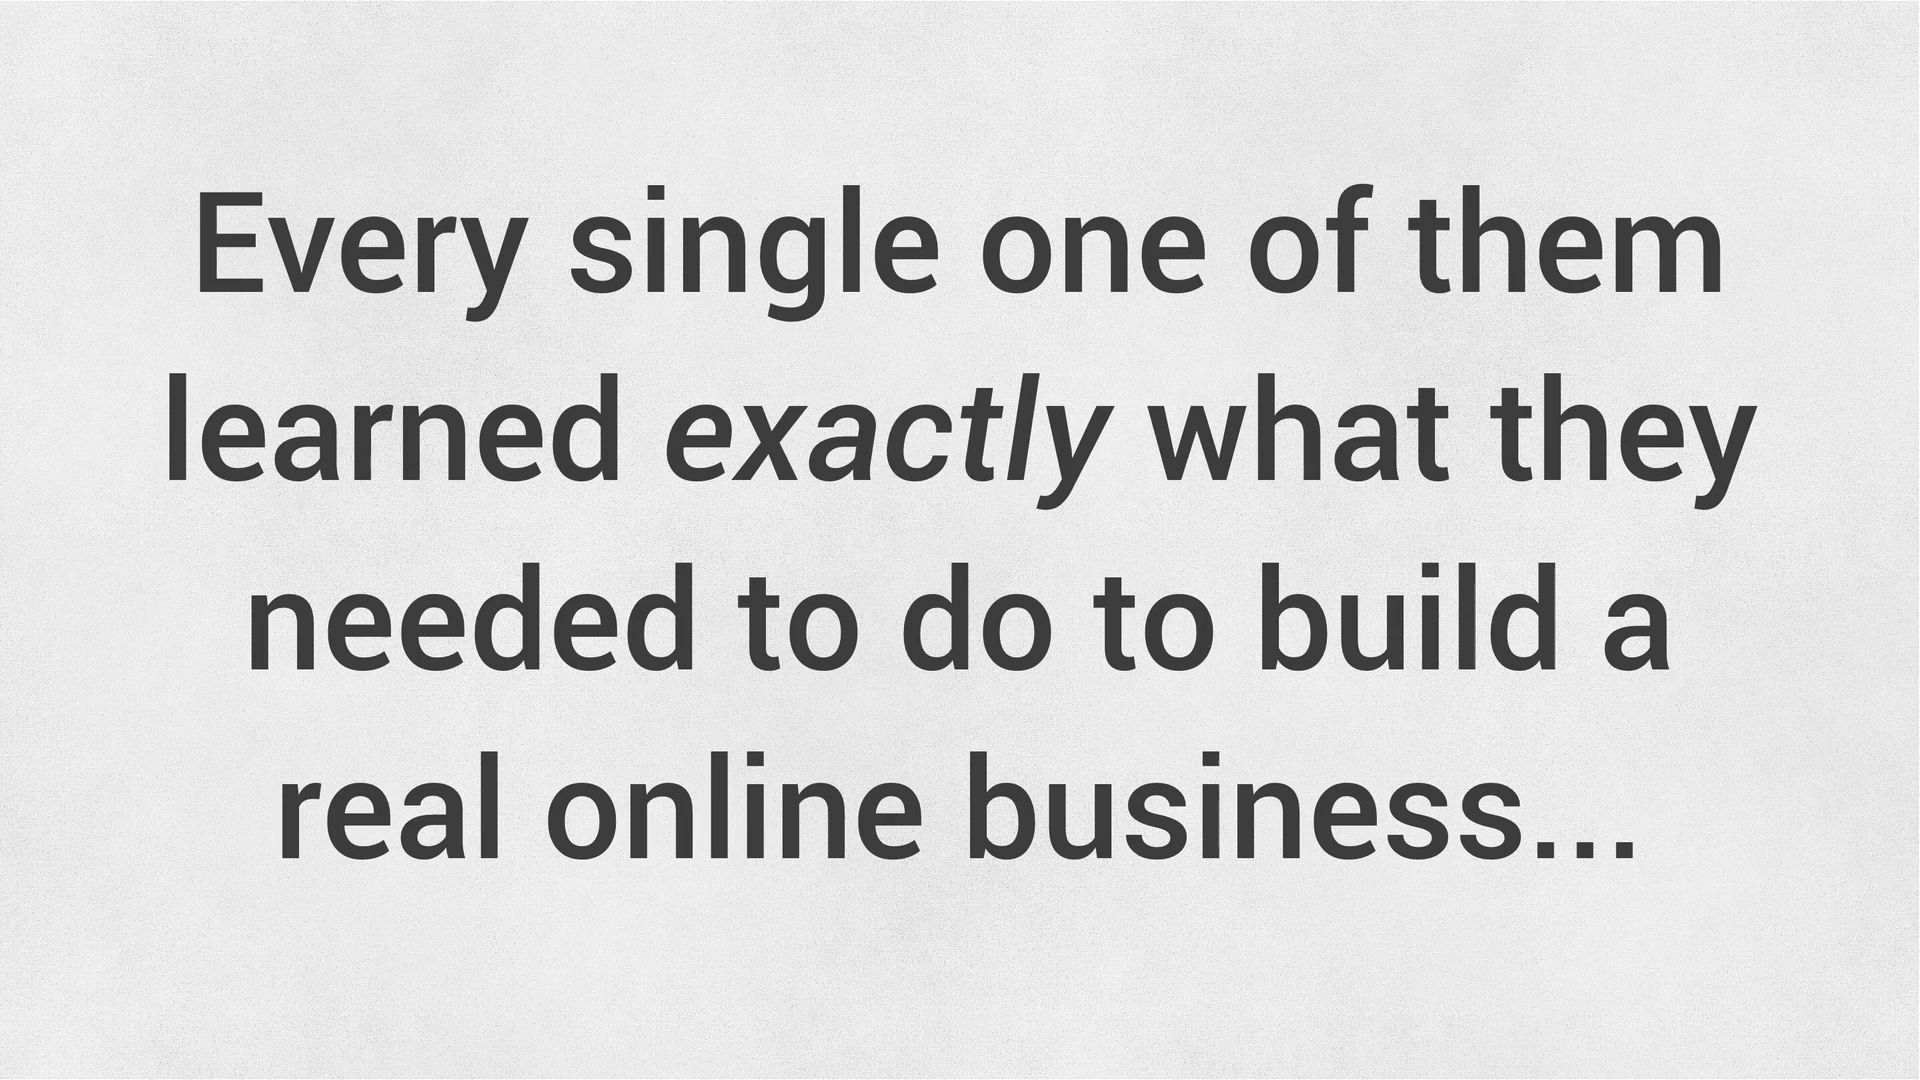 Every single one of them
learned exactly what they
needed to do to build a
real online business...